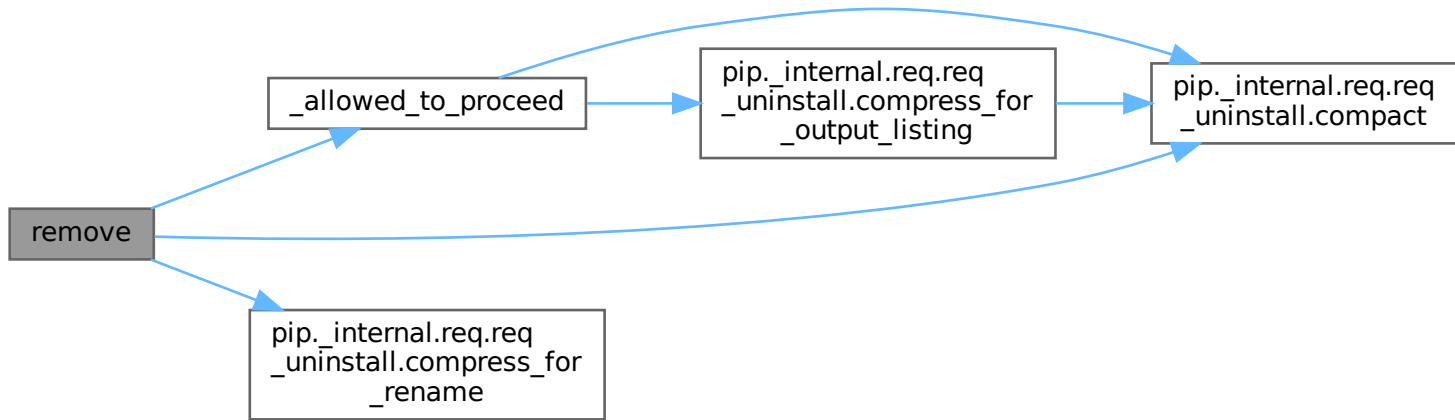 remove
_allowed_to_proceed
pip._internal.req.req
_uninstall.compress_for
_output_listing
pip._internal.req.req
_uninstall.compact
pip._internal.req.req
_uninstall.compress_for
_rename